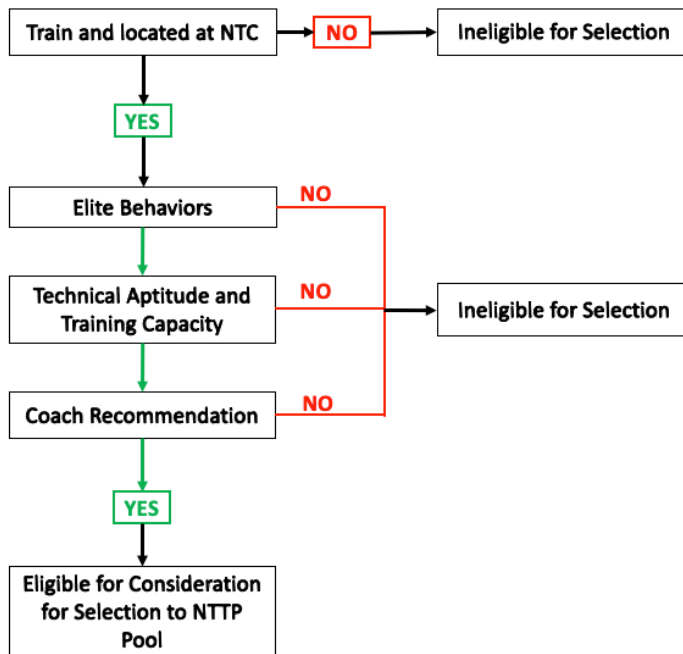 Train and located at NTC
NO
Ineligible for Selection
YES
Elite Behaviors
NO
Technical Aptitude and
Training Capacity
NO
Ineligible for Selection
Coach Recommendation
NO
YES
Eligible for Consideration
for Selection to NTTP
Pool